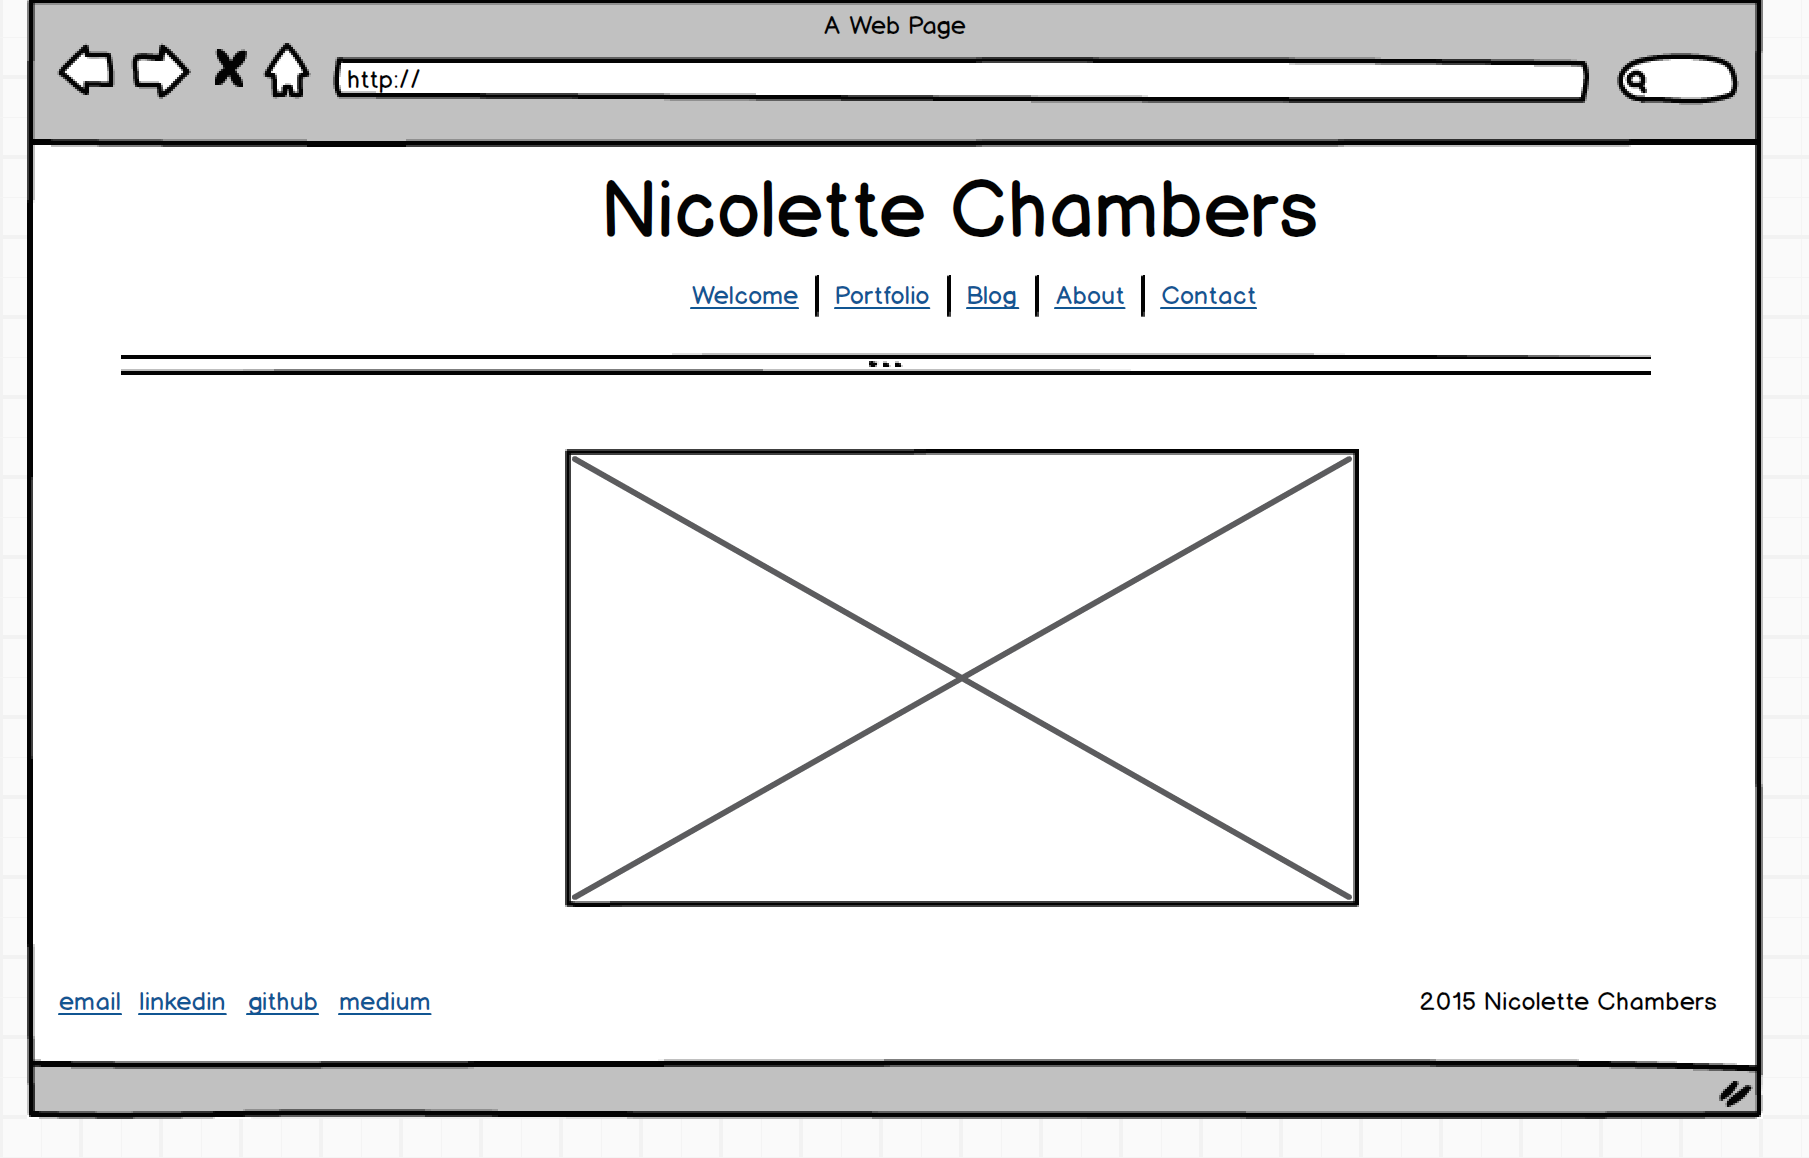 A Web Page
http://
Nicolette Chambers
Welcome Portfolio Blog About Contact
email linkedin github medium
2015 Nicolette Chambers